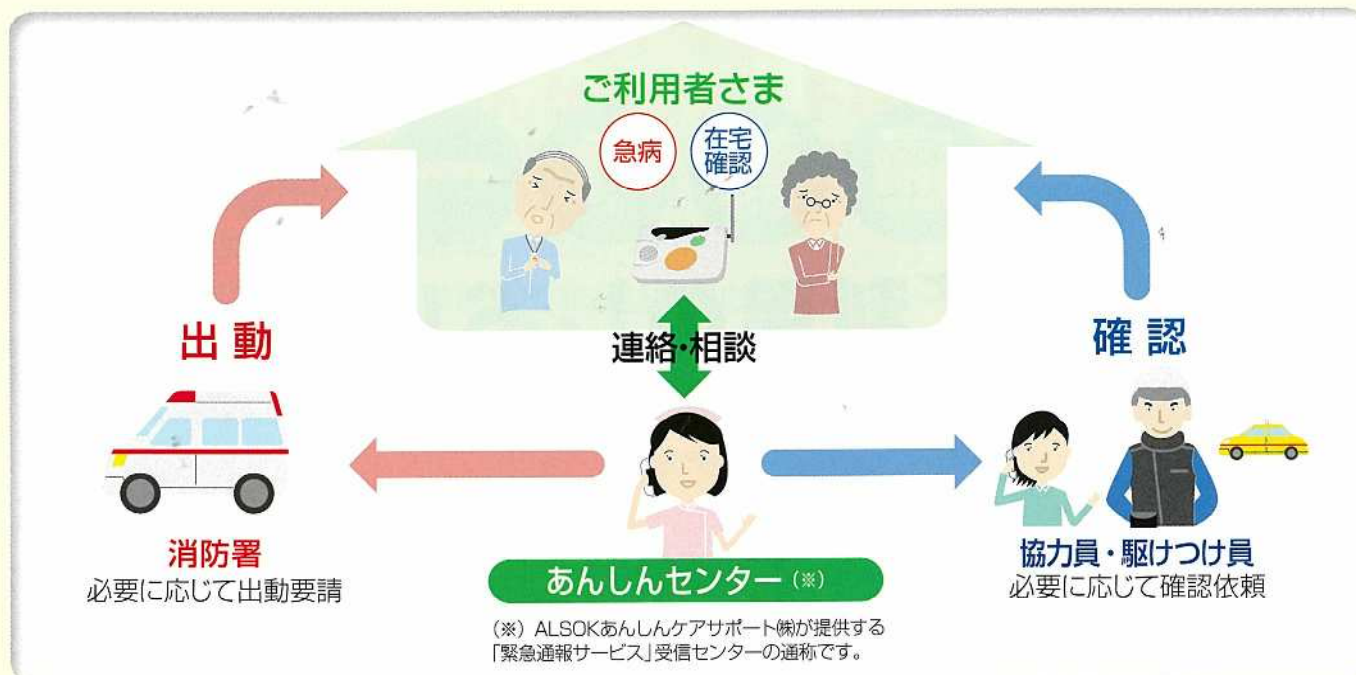 ご利用者さま
急病
在宅
確認
連絡・相談
出動
確認
消防署
必要に応じて出動要請
あんしんセンター（※）
（※）ALSOKあんしんケアサポート㈱が提供する
「緊急通報サービス」受信センターの通称です。
協力員・駆けつけ員
必要に応じて確認依頼